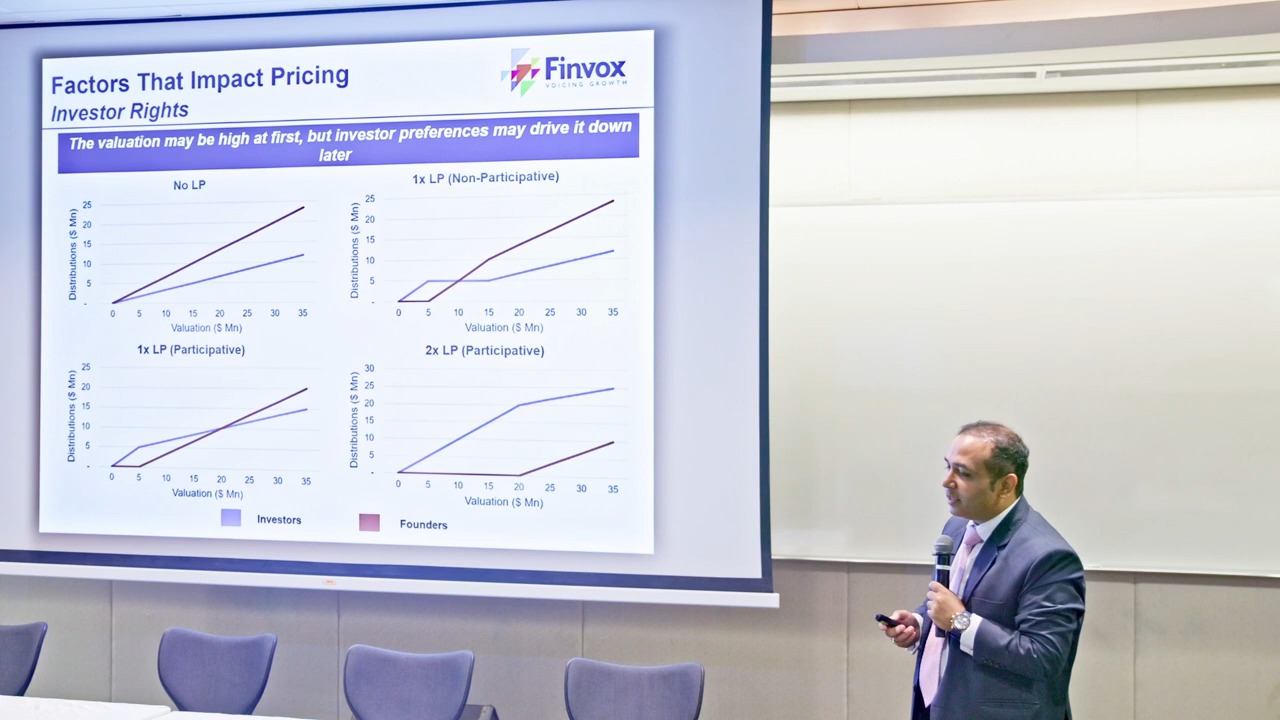 Factors That Impact Pricing
Investor Rights
Finvox
VOICING GROWTH
The valuation may be high at first, but investor preferences may drive it down
later
No LP
25
20
15
10
5
-
Distributions ($ Mn)
0 5 10 15 20 25 30 35
Valuation ($ Mn)
1x LP (Non-Participative)
25
20
15
10
5
-
Distributions ($ Mn)
0 5 10 15 20 25 30 35
Valuation ($ Mn)
1x LP (Participative)
25
20
15
10
5
-
Distributions ($ Mn)
0 5 10 15 20 25 30 35
Valuation ($ Mn)
2x LP (Participative)
30
25
20
15
10
5
-
Distributions ($ Mn)
0 5 10 15 20 25 30 35
Valuation ($ Mn)
Investors
Founders